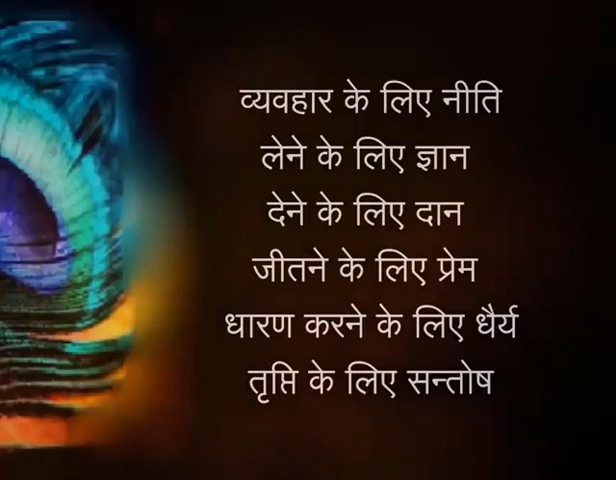 व्यवहार के लिए नीति
लेने के लिए ज्ञान
देने के लिए दान
जीतने के लिए प्रेम
धारण करने के लिए धैर्य
तृप्ति के लिए सन्तोष